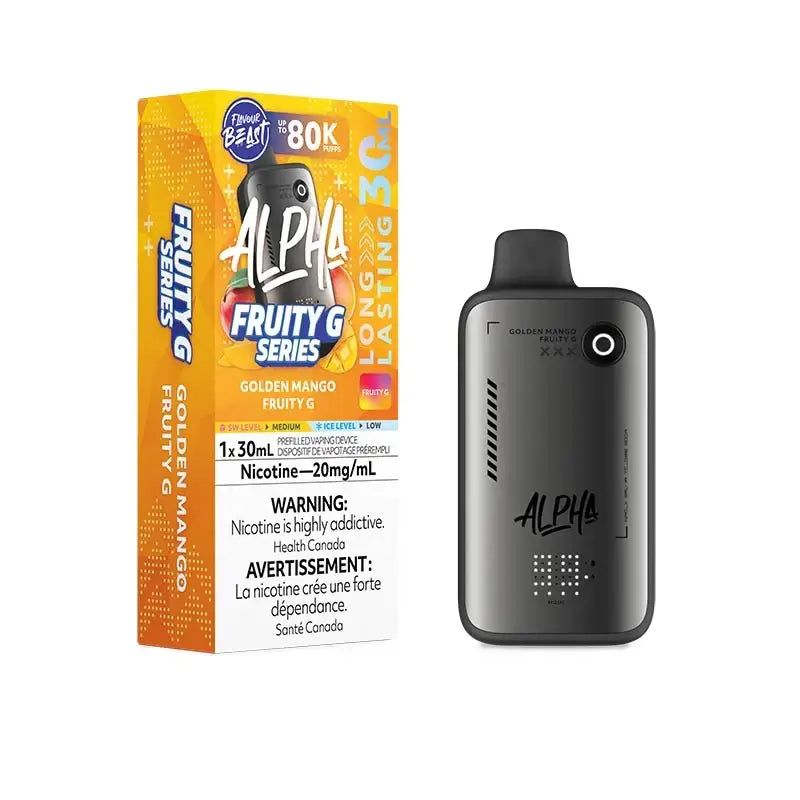 FLAVOUR
BEAST
UP TO 80K
PUFFS
LONG >>> 30ML
LASTING
ALPHA
FRUITY G
SERIES
GOLDEN MANGO
FRUITY G
FRUITY G
SW LEVEL ▸ MEDIUM ICE LEVEL ▸ LOW
1 x 30mL PREFILLED VAPING DEVICE
DISPOSITIF DE VAPOTAGE PRÉREMPLI
Nicotine—20mg/mL
WARNING:
Nicotine is highly addictive.
Health Canada
AVERTISSEMENT:
La nicotine crée une forte
dépendance.
Santé Canada
FRUITY G
SERIES
GOLDEN MANGO
FRUITY G
GOLDEN MANGO
FRUITY G
XXX
ALPHA